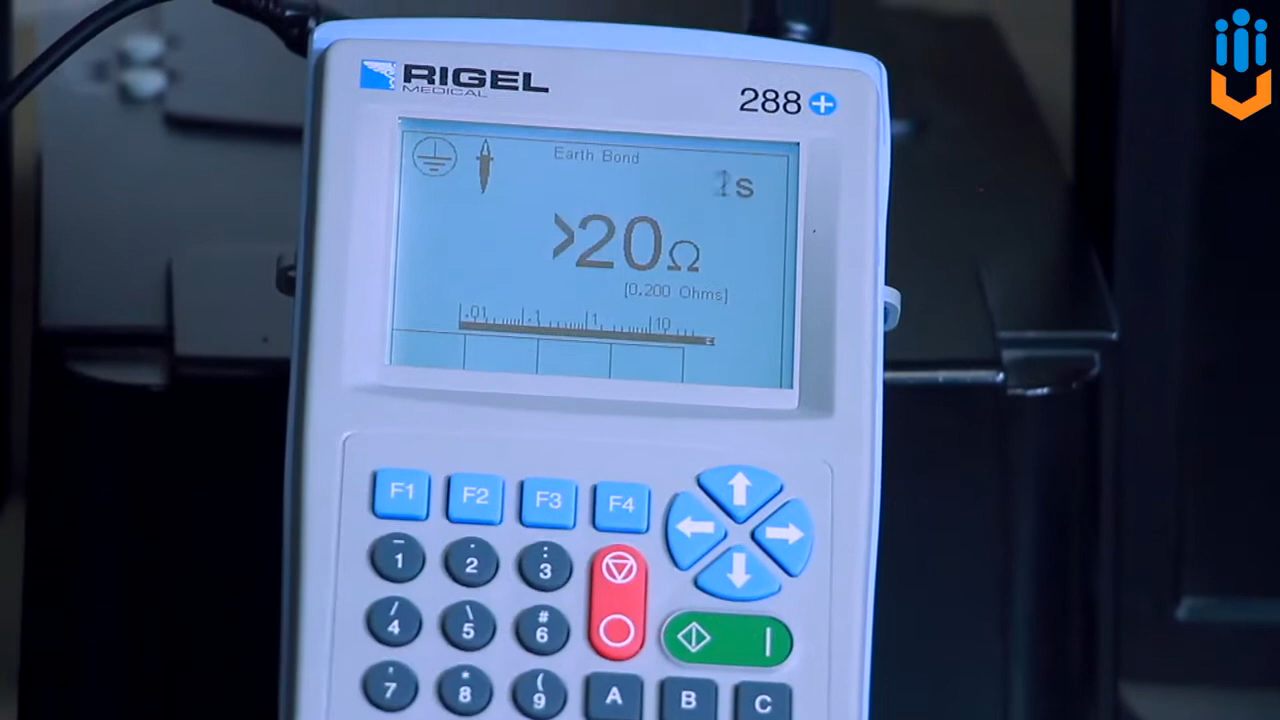 RIGEL
MEDICAL
288+
Earth Bond
s
>20Ω
[0.200 Ohms]
.01 .1 1 10
F1 F2 F3 F4
- 1 . 2 : 3
/ 4 \ 5 # 6
' 7 * 8 ( 9 A B C